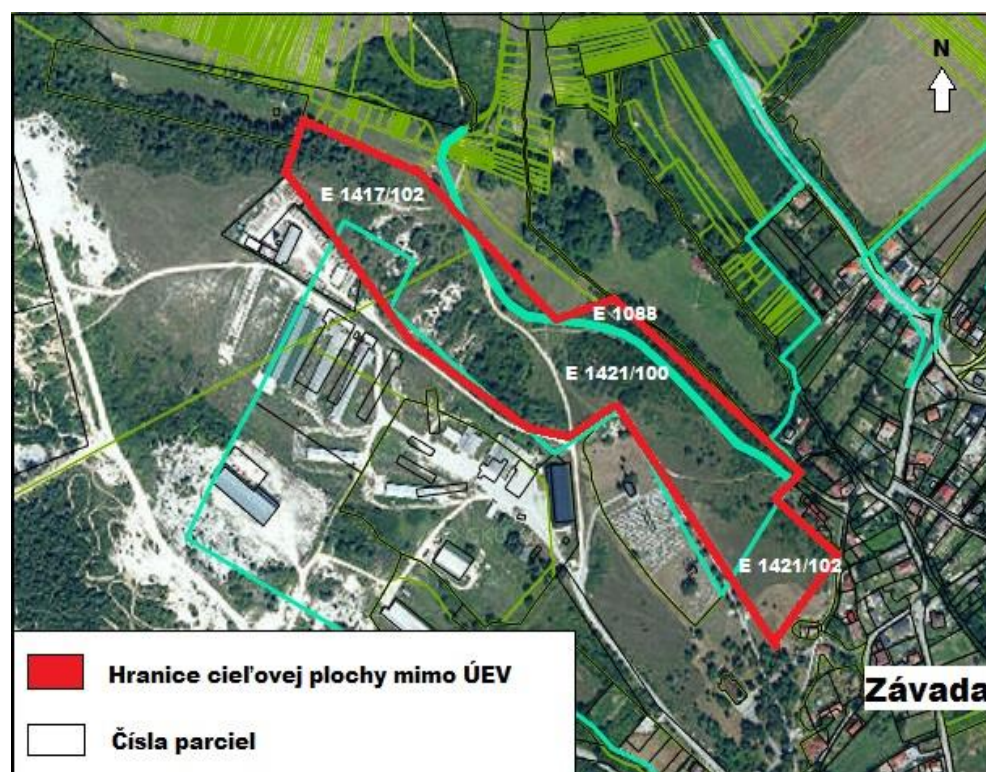 N
E 1417/102
E 1088
E 1421/100
E 1421/102
Závada
Hranice cieľovej plochy mimo ÚEV
Čísla parciel